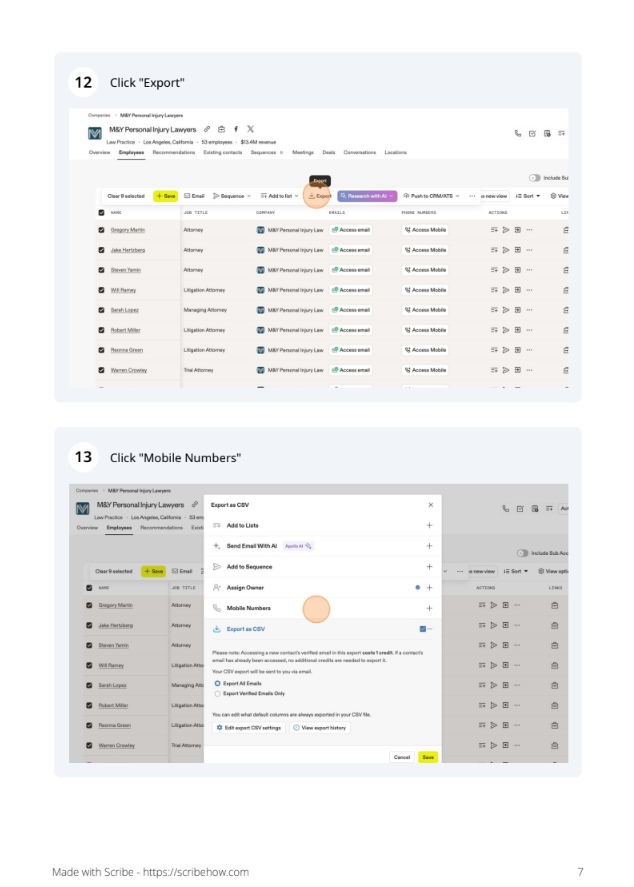 12 Click "Export"
Companies › M&Y Personal Injury Lawyers
M&Y Personal Injury Lawyers
Law Practice · Los Angeles, California · 53 employees · $13.4M revenue
Overview Employees Recommendations Existing contacts Sequences Meetings Deals Conversations Locations
Include Su
Export
Clear 9 selected + Save Email Sequence Add to list Export Research with AI Push to CRM/ATS ... new view Sort View
NAME JOB TITLE COMPANY EMAILS PHONE NUMBERS ACTIONS
Gregory Martin Attorney M&Y Personal Injury Law Access email Access Mobile
Jake Hertzberg Attorney M&Y Personal Injury Law Access email Access Mobile
Steven Yamin Attorney M&Y Personal Injury Law Access email Access Mobile
Will Ramey Litigation Attorney M&Y Personal Injury Law Access email Access Mobile
Sarah Lopez Managing Attorney M&Y Personal Injury Law Access email Access Mobile
Robert Miller Litigation Attorney M&Y Personal Injury Law Access email Access Mobile
Reonna Green Litigation Attorney M&Y Personal Injury Law Access email Access Mobile
Warren Crowley Trial Attorney M&Y Personal Injury Law Access email Access Mobile
13 Click "Mobile Numbers"
Companies › M&Y Personal Injury Lawyers
M&Y Personal Injury Lawyers
Law Practice · Los Angeles, California · 53 em
Overview Employees Recommendations Existi
Include Sub Acc
Clear 9 selected + Save Email ... new view Sort View opti
NAME JOB TITLE ACTIONS LINKS
Gregory Martin Attorney
Jake Hertzberg Attorney
Steven Yamin Attorney
Will Ramey Litigation Atto
Sarah Lopez Managing Atto
Robert Miller Litigation Atto
Reonna Green Litigation Atto
Warren Crowley Trial Attorney
Export as CSV
Add to Lists
Send Email With AI Apollo AI
Add to Sequence
Assign Owner
Mobile Numbers
Export as CSV
Please note: Accessing a new contact's verified email in this export costs 1 credit. If a contacts
email has already been accessed, no additional credits are needed to export it.
Your CSV export will be sent to you via email.
Export All Emails
Export Verified Emails Only
You can edit what default columns are always exported in your CSV file.
Edit export CSV settings View export history
Cancel Save
Made with Scribe - https://scribehow.com 7